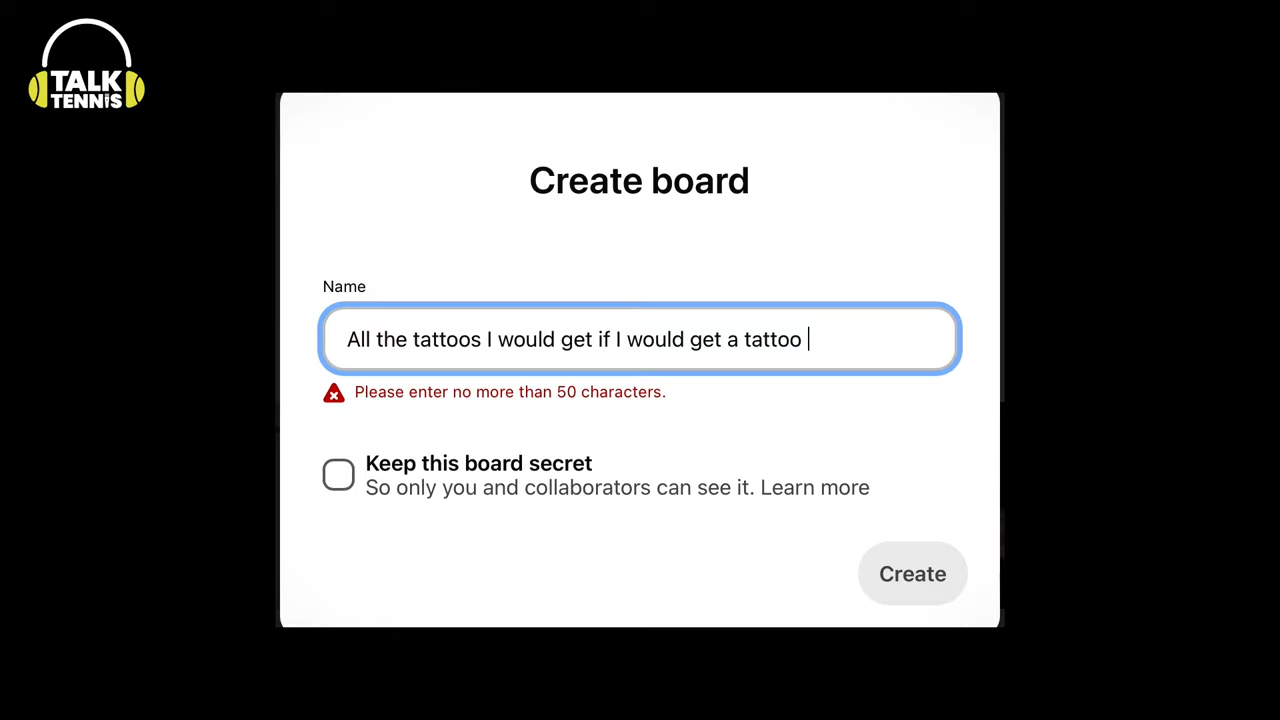 TALK
TENNiS
Create board
Name
All the tattoos I would get if I would get a tattoo
Please enter no more than 50 characters.
Keep this board secret
So only you and collaborators can see it. Learn more
Create